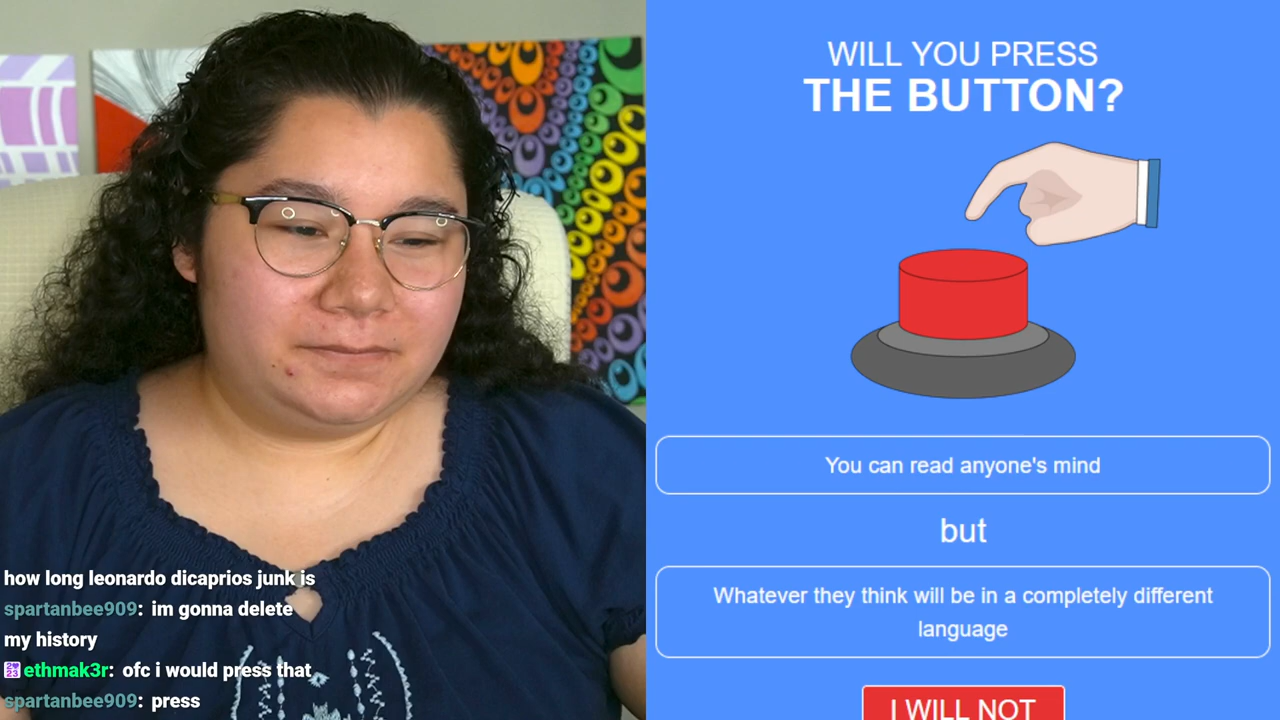 how long leonardo dicaprios junk is
spartanbee909: im gonna delete
my history
ethmak3r: ofc i would press that
spartanbee909: press
WILL YOU PRESS
THE BUTTON?
You can read anyone's mind
but
Whatever they think will be in a completely different
language
I WILL NOT